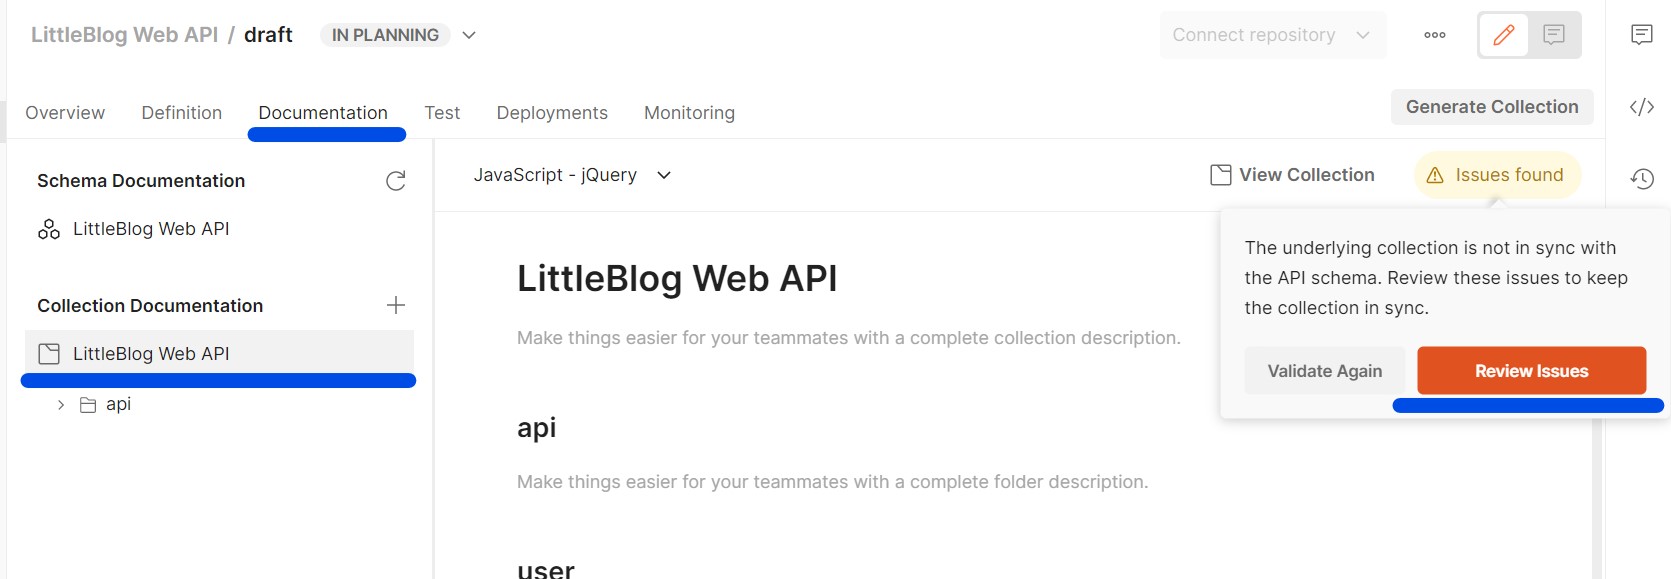 LittleBlog Web API / draft
IN PLANNING
Connect repository
Overview
Definition
Documentation
Test
Deployments
Monitoring
Generate Collection
Schema Documentation
LittleBlog Web API
Collection Documentation
LittleBlog Web API
api
JavaScript - jQuery
View Collection
Issues found
The underlying collection is not in sync with
the API schema. Review these issues to keep
the collection in sync.
Validate Again
Review Issues
LittleBlog Web API
Make things easier for your teammates with a complete collection description.
api
Make things easier for your teammates with a complete folder description.
user